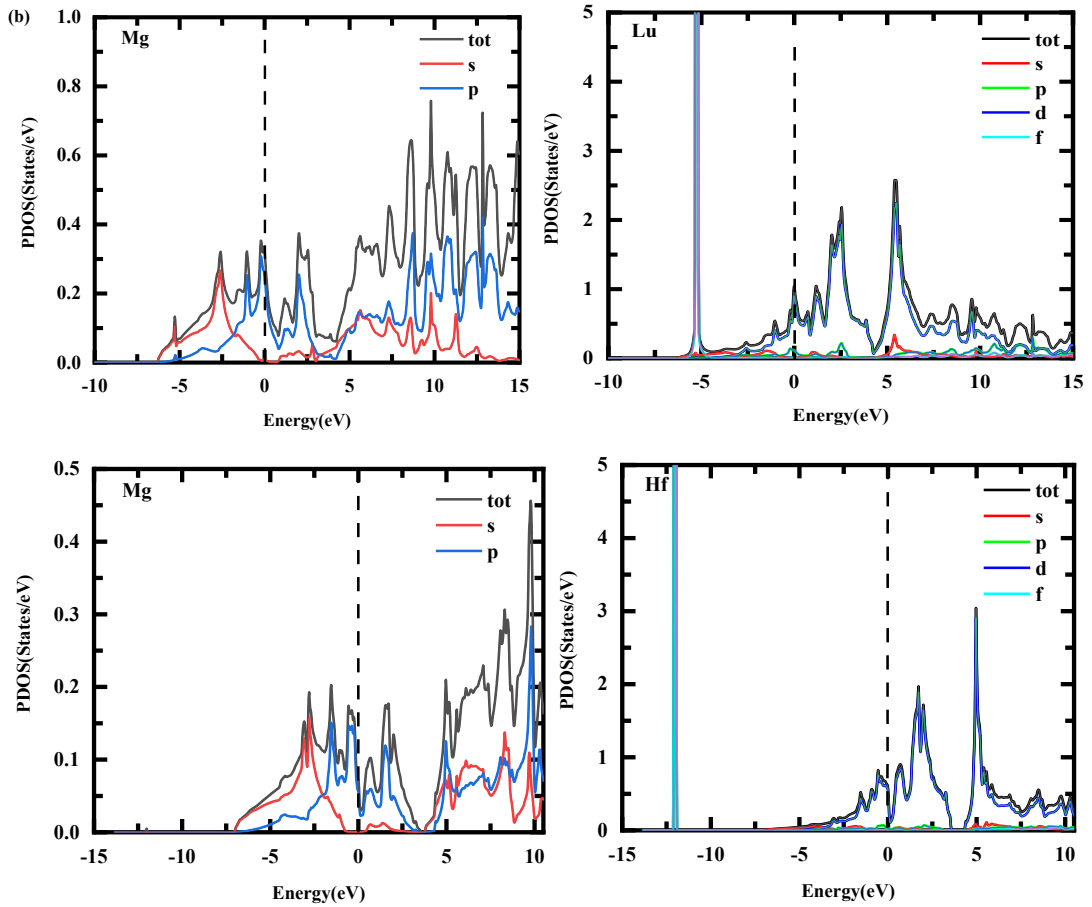 (b)
Mg
tot
s
p
PDOS(States/eV)
1.0
0.8
0.6
0.4
0.2
0.0
-10 -5 0 5 10 15
Energy(eV)
Lu
tot
s
p
d
f
PDOS(States/eV)
5
4
3
2
1
0
-10 -5 0 5 10 15
Energy(eV)
Mg
tot
s
p
PDOS(States/eV)
0.5
0.4
0.3
0.2
0.1
0.0
-15 -10 -5 0 5 10
Energy(eV)
Hf
tot
s
p
d
f
PDOS(States/eV)
5
4
3
2
1
0
-15 -10 -5 0 5 10
Energy(eV)